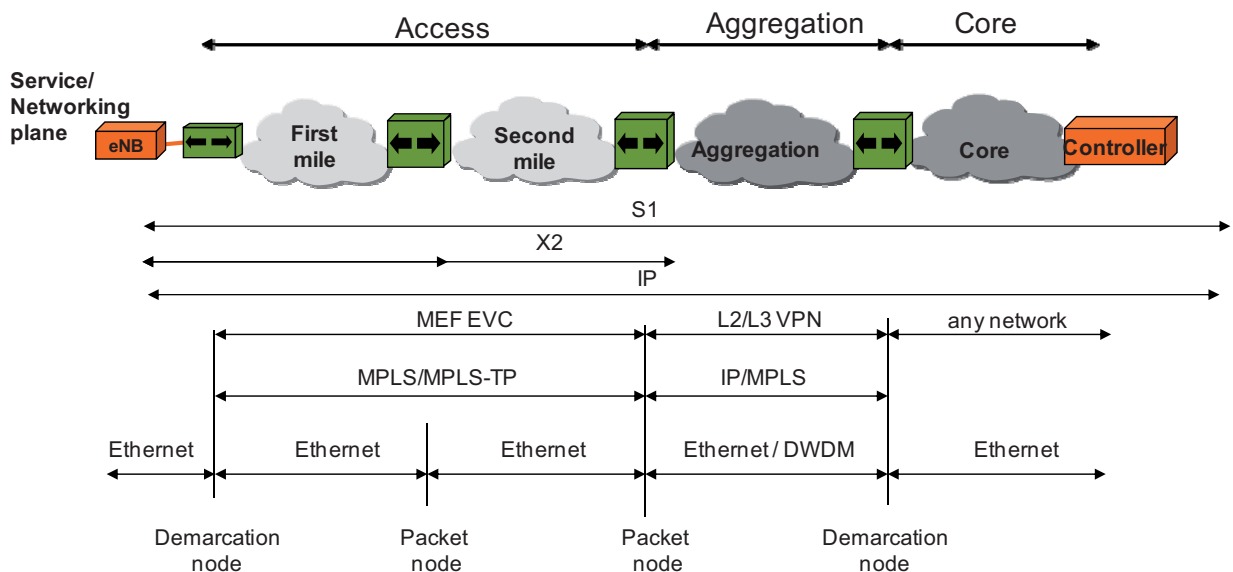 Access Aggregation Core
Service/
Networking
plane
eNB
First
mile
Second
mile
Aggregation
Core
Controller
S1
X2
IP
MEF EVC L2/L3 VPN any network
MPLS/MPLS-TP IP/MPLS
Ethernet Ethernet Ethernet Ethernet / DWDM Ethernet
Demarcation
node
Packet
node
Packet
node
Demarcation
node